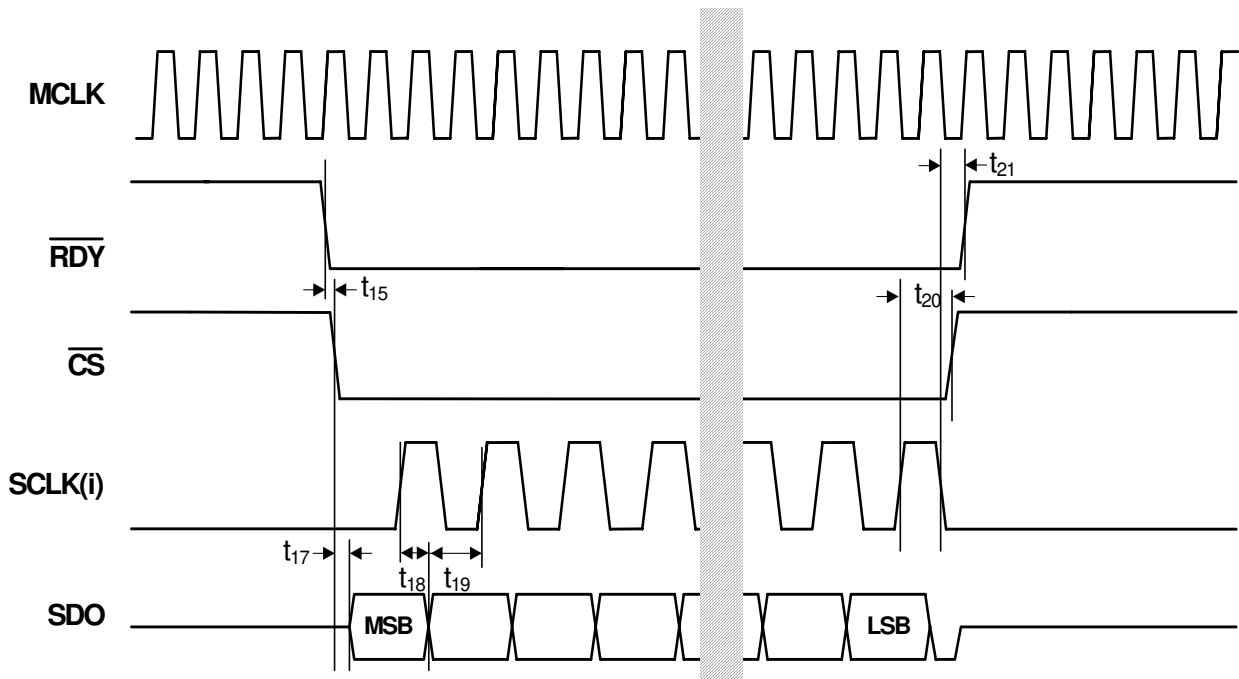 MCLK
t21
RDY
t15
t20
CS
SCLK(i)
t17
t18 t19
SDO
MSB
LSB